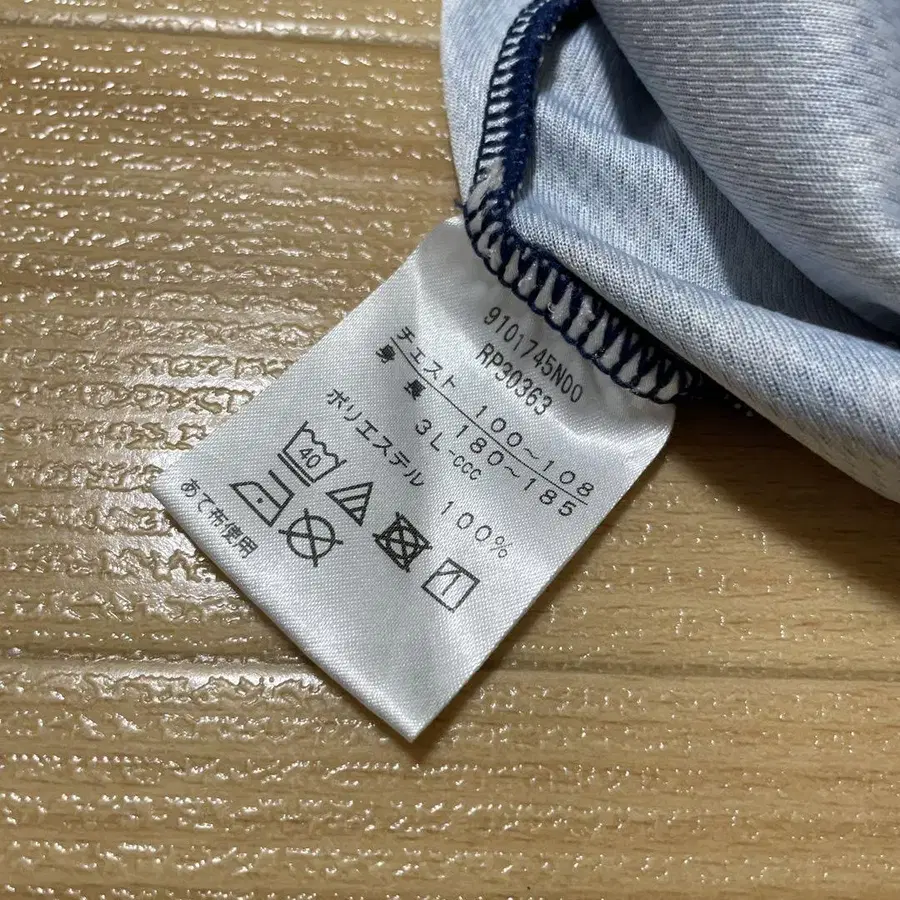 9101745N00
RP30363
チェスト 100～108
身長 180～185
3L-CCC
ポリエステル 100%
40
あて布使用